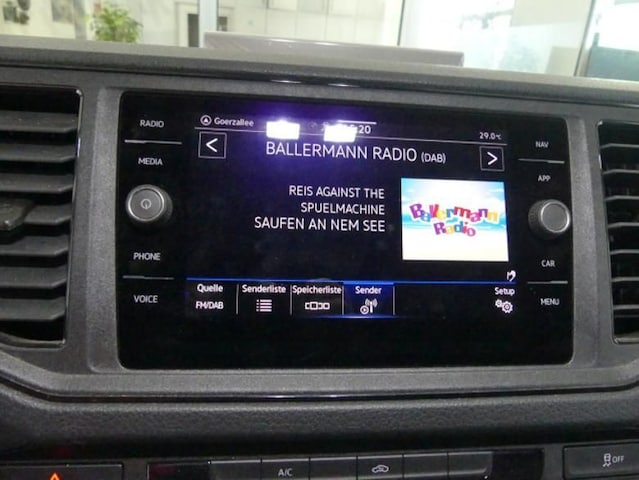 RADIO
MEDIA
PHONE
VOICE
Goerzallee
:20
29.0°C
BALLERMANN RADIO (DAB)
REIS AGAINST THE
SPUELMACHINE
SAUFEN AN NEM SEE
Ballermann
Radio
Quelle
FM/DAB
Senderliste
Speicherliste
Sender
Setup
NAV
APP
CAR
MENU
A/C
OFF